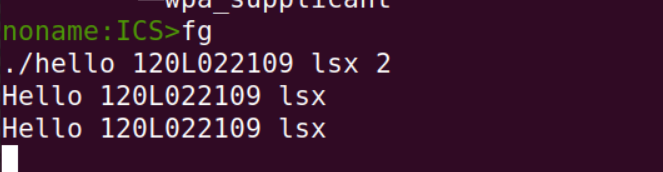 wpa_supplicant
noname:ICS>fg
./hello 120L022109 lsx 2
Hello 120L022109 lsx
Hello 120L022109 lsx